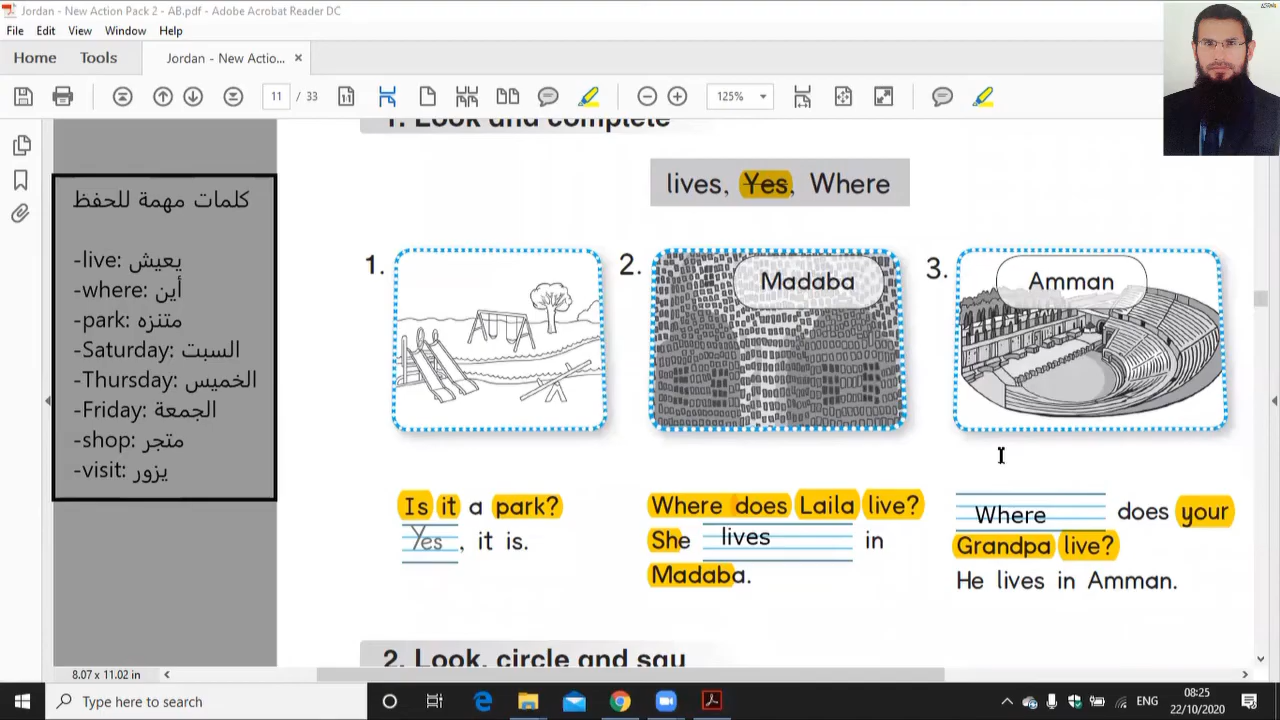 Jordan - New Action Pack 2 - AB.pdf - Adobe Acrobat Reader DC
File Edit View Window Help
Home Tools Jordan - New Actio... ×
11 / 33 125%
1. Look and complete
lives, Yes, Where
كلمات مهمة للحفظ
-live: يعيش
-where: أين
-park: متنزه
-Saturday: السبت
-Thursday: الخميس
-Friday: الجمعة
-shop: متجر
-visit: يزور
1.
2. Madaba
3. Amman
Is it a park?
Yes, it is.
Where does Laila live?
She lives in
Madaba.
Where does your
Grandpa live?
He lives in Amman.
2. Look, circle and say
8.07 x 11.02 in
Type here to search
ENG
08:25
22/10/2020